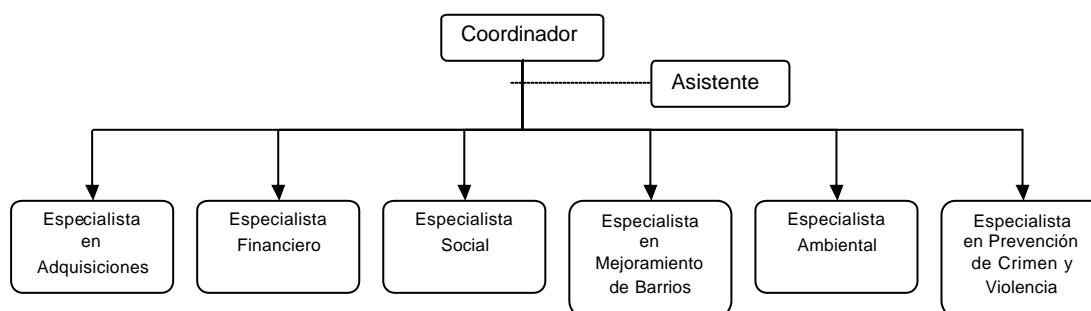 Coordinador
Asistente
Especialista
en
Adquisiciones
Especialista
Financiero
Especialista
Social
Especialista
en
Mejoramiento
de Barrios
Especialista
Ambiental
Especialista
en Prevención
de Crimen y
Violencia